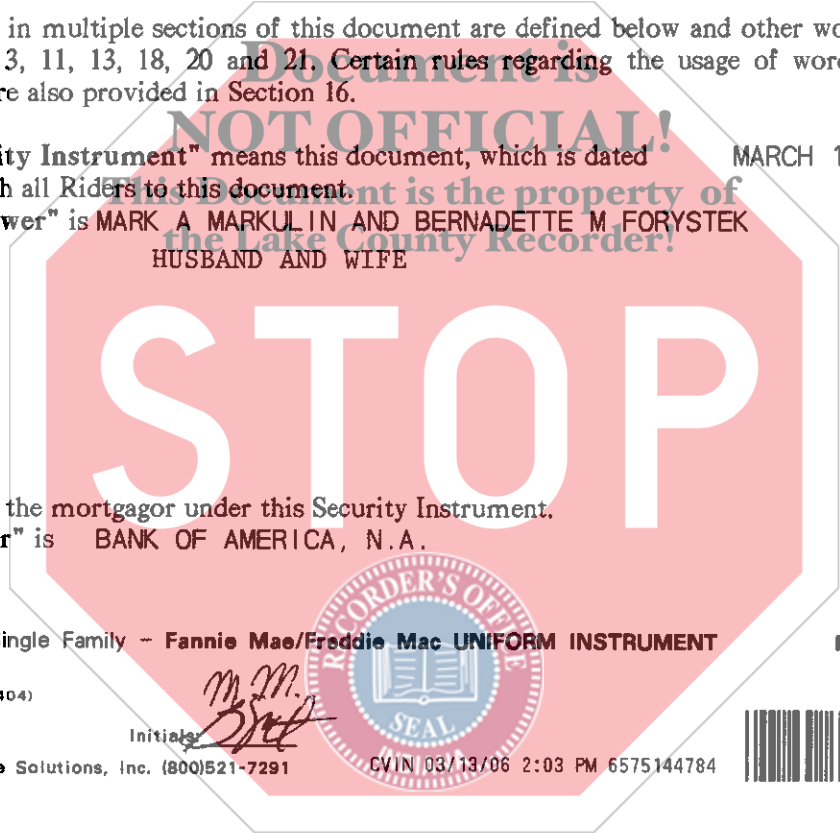 in multiple sections of this document are defined below and other wo
3, 11, 13, 18, 20 and 21. Certain rules regarding the usage of wor
re also provided in Section 16.
Document is
NOT OFFICIAL!
This Document is the property of
the Lake County Recorder!
ity Instrument" means this document, which is dated MARCH 1
h all Riders to this document.
wer" is MARK A MARKULIN AND BERNADETTE M FORYSTEK
HUSBAND AND WIFE
STOP
the mortgagor under this Security Instrument.
r" is BANK OF AMERICA, N.A.
RECORDER'S OFFICE
SEAL
INDIANA
ingle Family - Fannie Mae/Freddie Mac UNIFORM INSTRUMENT
404)
M.M.
Initials:
e Solutions, Inc. (800)521-7291 CVIN 03/13/06 2:03 PM 6575144784